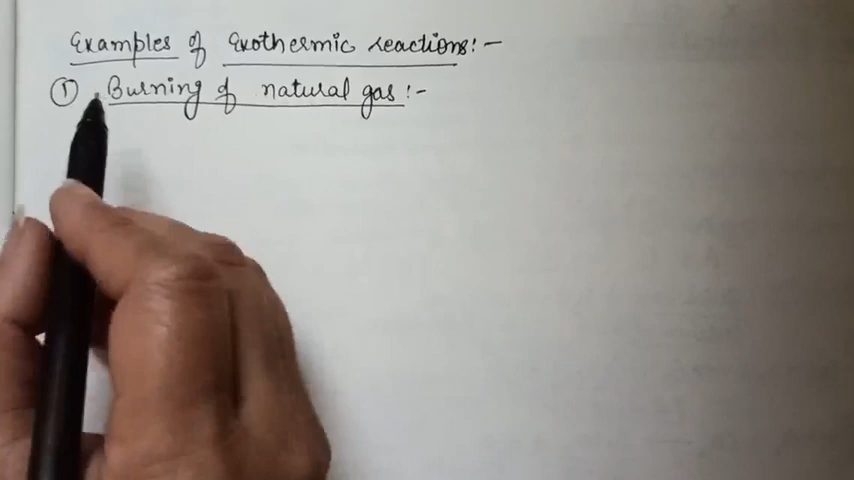 Examples of Exothermic reactions:-
① Burning of natural gas:-